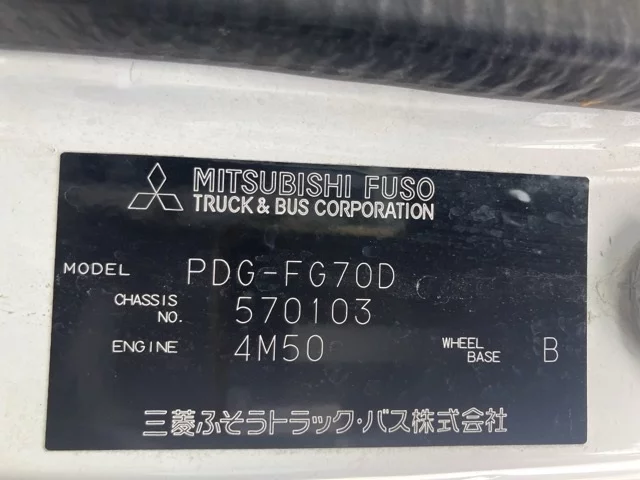 MITSUBISHI FUSO
TRUCK & BUS CORPORATION
MODEL PDG-FG70D
CHASSIS NO. 570103
ENGINE 4M50 WHEEL BASE B
三菱ふそうトラック・バス株式会社